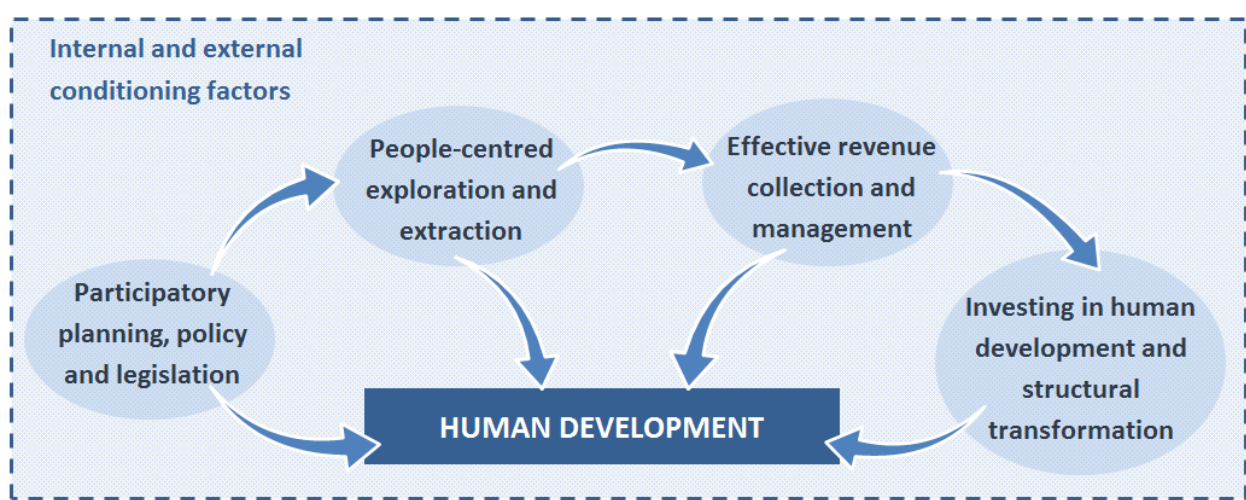 Internal and external
conditioning factors
People-centred
exploration and
extraction
Effective revenue
collection and
management
Participatory
planning, policy
and legislation
Investing in human
development and
structural
transformation
HUMAN DEVELOPMENT